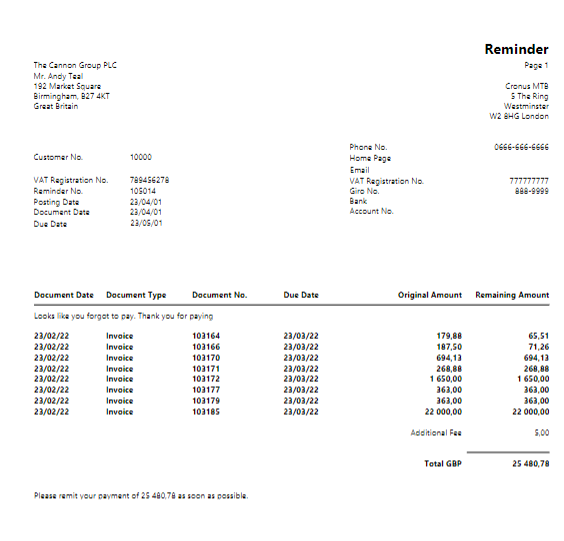 Reminder
The Cannon Group PLC Page 1
Mr. Andy Teal
192 Market Square Cronus MTB
Birmingham, B27 4KT 5 The Ring
Great Britain Westminster
W2 8HG London
Phone No. 0666-666-6666
Customer No. 10000 Home Page
Email
VAT Registration No. 789456278 VAT Registration No. 777777777
Reminder No. 105014 Giro No. 888-9999
Posting Date 23/04/01 Bank
Document Date 23/04/01 Account No.
Due Date 23/05/01
Document Date Document Type Document No. Due Date Original Amount Remaining Amount
Looks like you forgot to pay. Thank you for paying
23/02/22 Invoice 103164 23/03/22 179,88 65,51
23/02/22 Invoice 103166 23/03/22 187,50 71,26
23/02/22 Invoice 103170 23/03/22 694,13 694,13
23/02/22 Invoice 103171 23/03/22 268,88 268,88
23/02/22 Invoice 103172 23/03/22 1 650,00 1 650,00
23/02/22 Invoice 103177 23/03/22 363,00 363,00
23/02/22 Invoice 103179 23/03/22 363,00 363,00
23/02/22 Invoice 103185 23/03/22 22 000,00 22 000,00
Additional Fee 5,00
Total GBP 25 480,78
Please remit your payment of 25 480,78 as soon as possible.